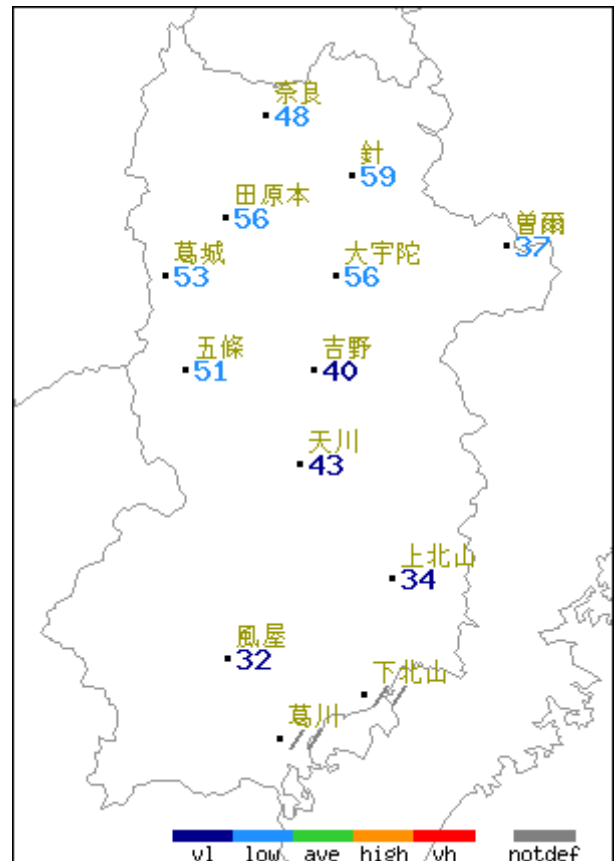 奈良
48
針
59
田原本
56
曽爾
37
葛城
53
大宇陀
56
五條
51
吉野
40
天川
43
上北山
34
風屋
32
下北山
//
葛川
//
vl low ave high vh notdef